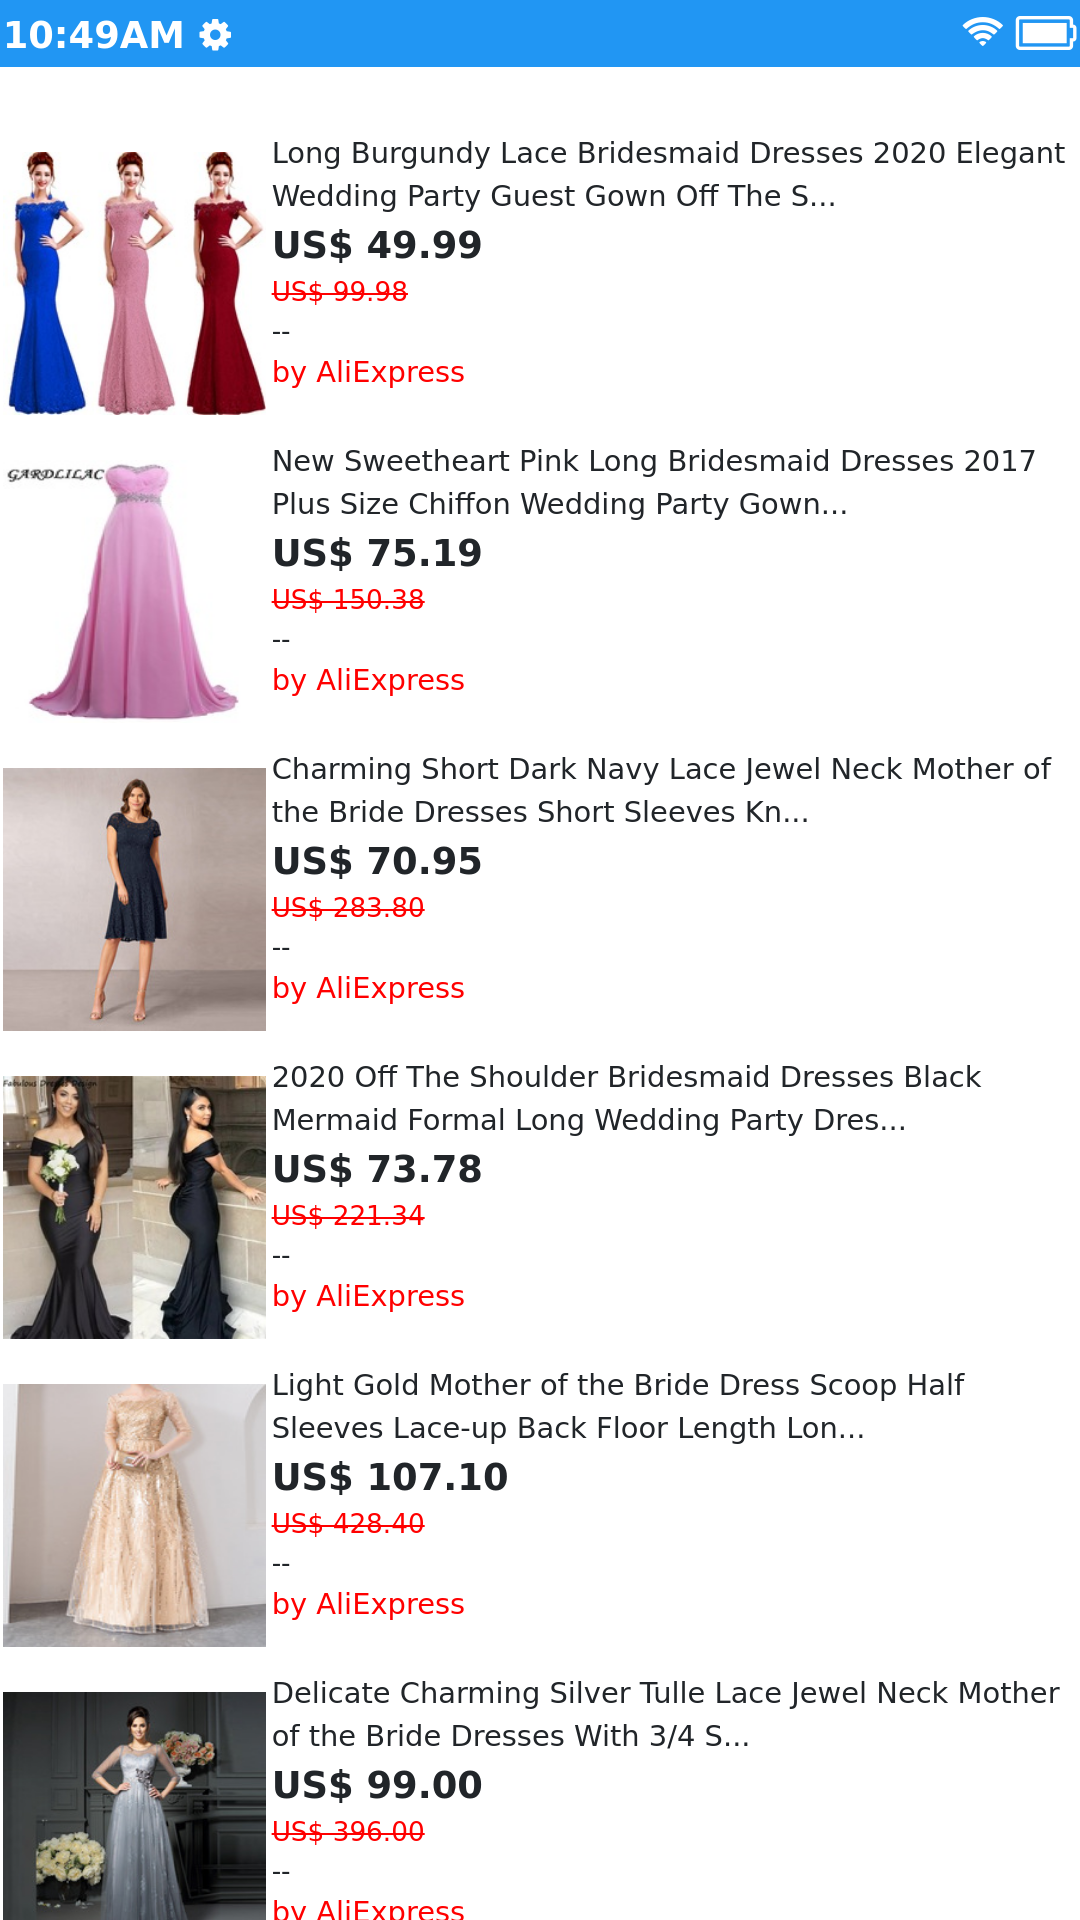 10:49AM
Long Burgundy Lace Bridesmaid Dresses 2020 Elegant
Wedding Party Guest Gown Off The S...
US$ 49.99
US$ 99.98
--
by AliExpress
GARDLILAC
New Sweetheart Pink Long Bridesmaid Dresses 2017
Plus Size Chiffon Wedding Party Gown...
US$ 75.19
US$ 150.38
--
by AliExpress
Charming Short Dark Navy Lace Jewel Neck Mother of
the Bride Dresses Short Sleeves Kn...
US$ 70.95
US$ 283.80
--
by AliExpress
Fabulous Dresses Design
2020 Off The Shoulder Bridesmaid Dresses Black
Mermaid Formal Long Wedding Party Dres...
US$ 73.78
US$ 221.34
--
by AliExpress
Light Gold Mother of the Bride Dress Scoop Half
Sleeves Lace-up Back Floor Length Lon...
US$ 107.10
US$ 428.40
--
by AliExpress
Delicate Charming Silver Tulle Lace Jewel Neck Mother
of the Bride Dresses With 3/4 S...
US$ 99.00
US$ 396.00
--
by AliExpress